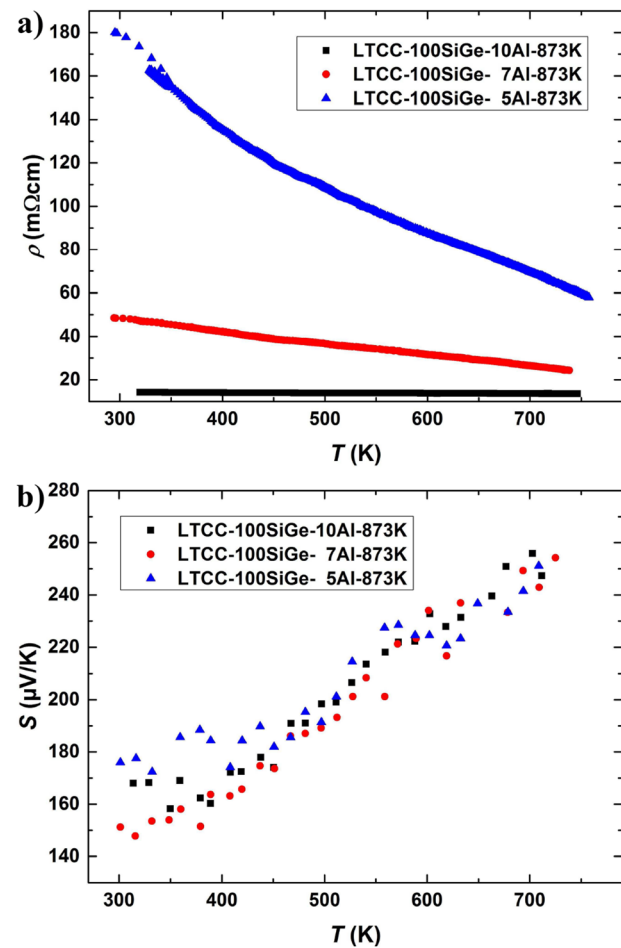 a)
180
160
140
120
100
80
60
40
20
ρ (mΩcm)
LTCC-100SiGe-10Al-873K
LTCC-100SiGe- 7Al-873K
LTCC-100SiGe- 5Al-873K
300 400 500 600 700
T (K)
b)
280
260
240
220
200
180
160
140
S (μV/K)
LTCC-100SiGe-10Al-873K
LTCC-100SiGe- 7Al-873K
LTCC-100SiGe- 5Al-873K
300 400 500 600 700
T (K)